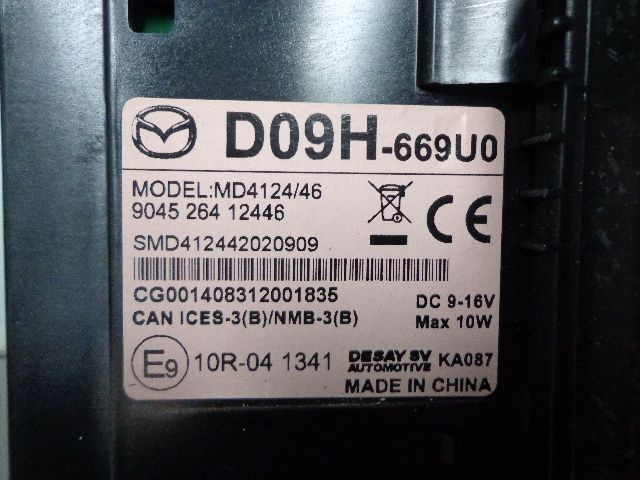 D09H-669U0
MODEL:MD4124/46
9045 264 12446
SMD412442020909
CE
CG001408312001835
DC 9-16V
CAN ICES-3(B)/NMB-3(B)
Max 10W
E9 10R-04 1341
DESAY SV AUTOMOTIVE KA087
MADE IN CHINA